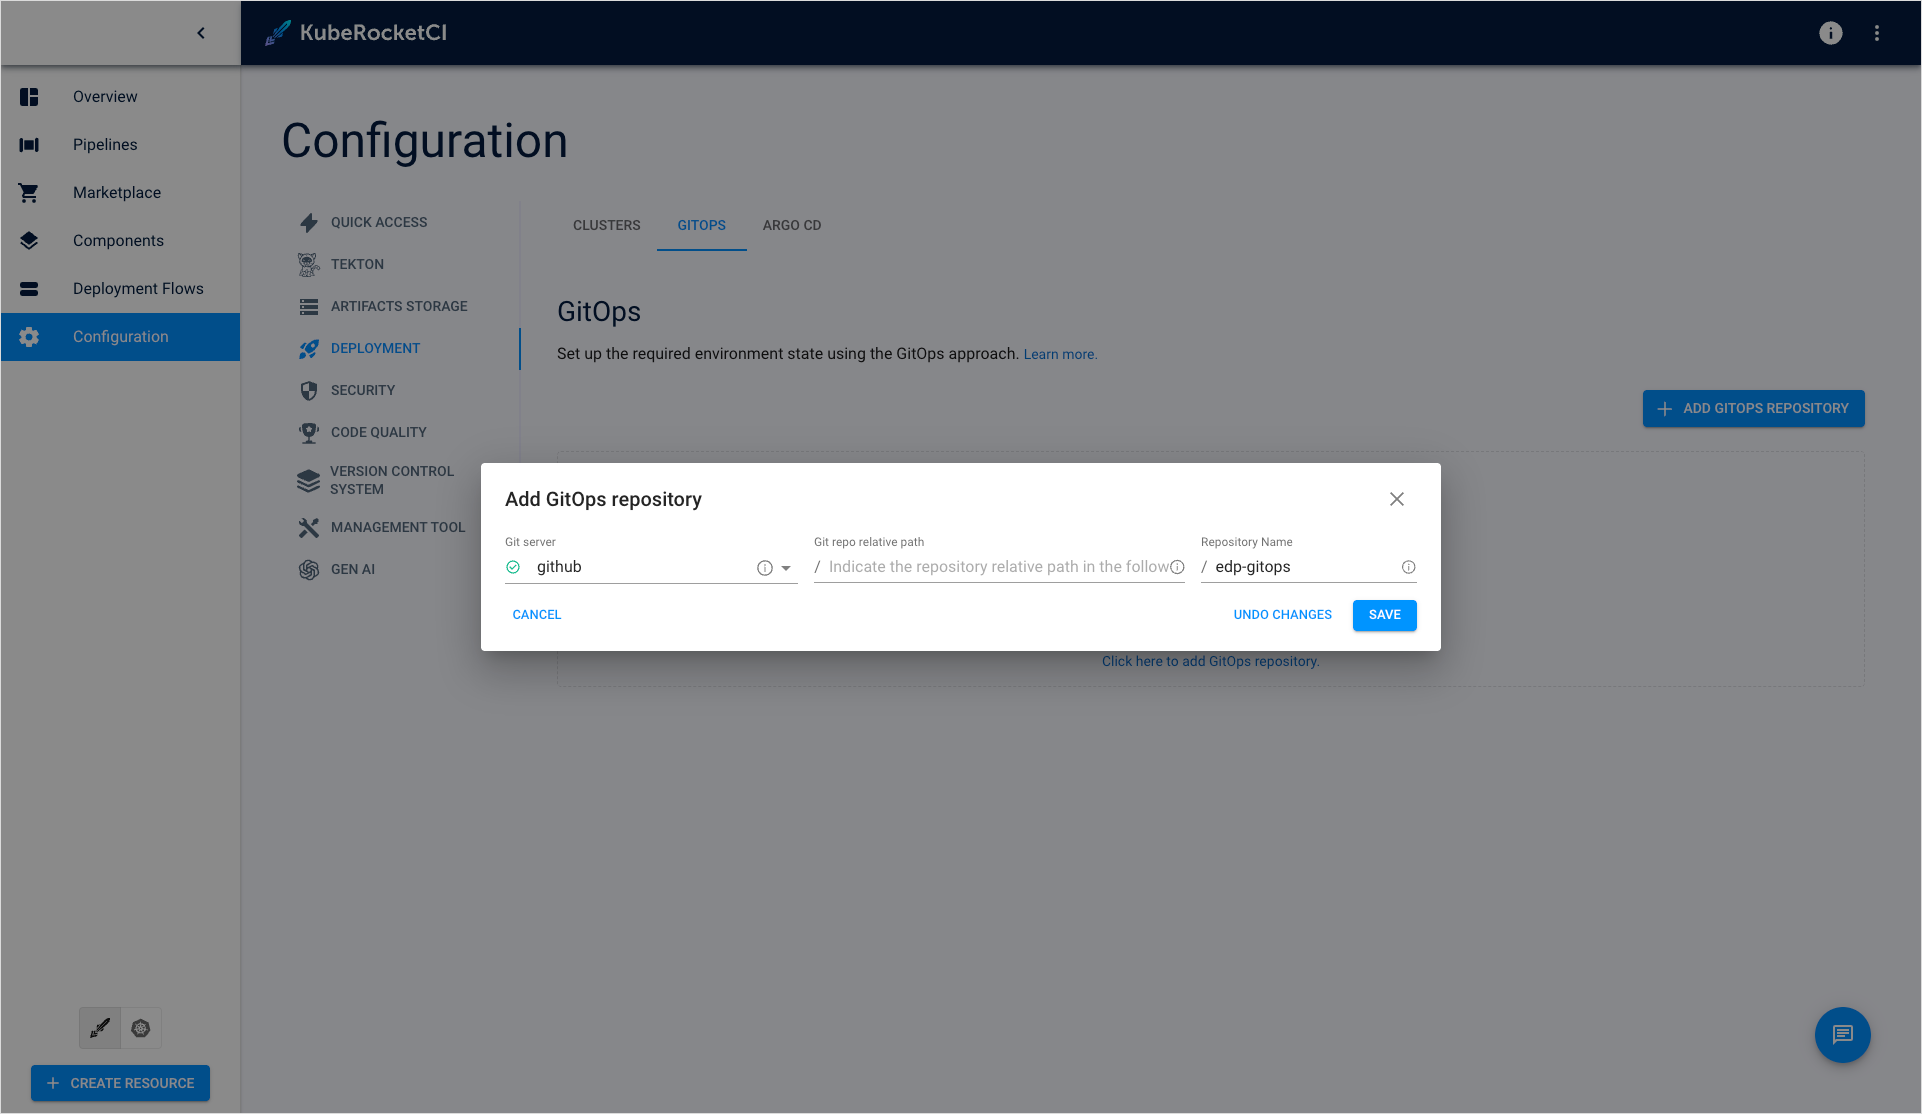 KubeRocketCI
Overview
Pipelines
Marketplace
Components
Deployment Flows
Configuration
CREATE RESOURCE
Configuration
QUICK ACCESS
TEKTON
ARTIFACTS STORAGE
DEPLOYMENT
SECURITY
CODE QUALITY
VERSION CONTROL
SYSTEM
MANAGEMENT TOOL
GEN AI
CLUSTERS
GITOPS
ARGO CD
GitOps
Set up the required environment state using the GitOps approach. Learn more.
ADD GITOPS REPOSITORY
Add GitOps repository
Git server
github
Git repo relative path
/ Indicate the repository relative path in the follow
Repository Name
/ edp-gitops
CANCEL
UNDO CHANGES
SAVE
Click here to add GitOps repository.